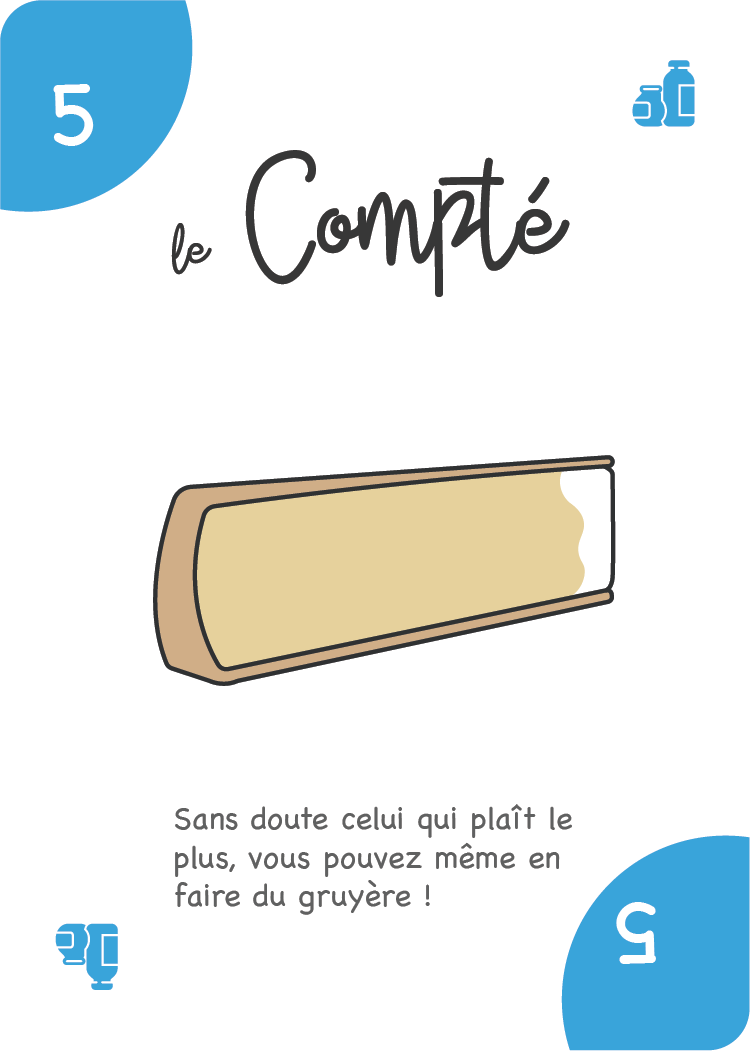 5
le Compté
Sans doute celui qui plaît le
plus, vous pouvez même en
faire du gruyère !
5